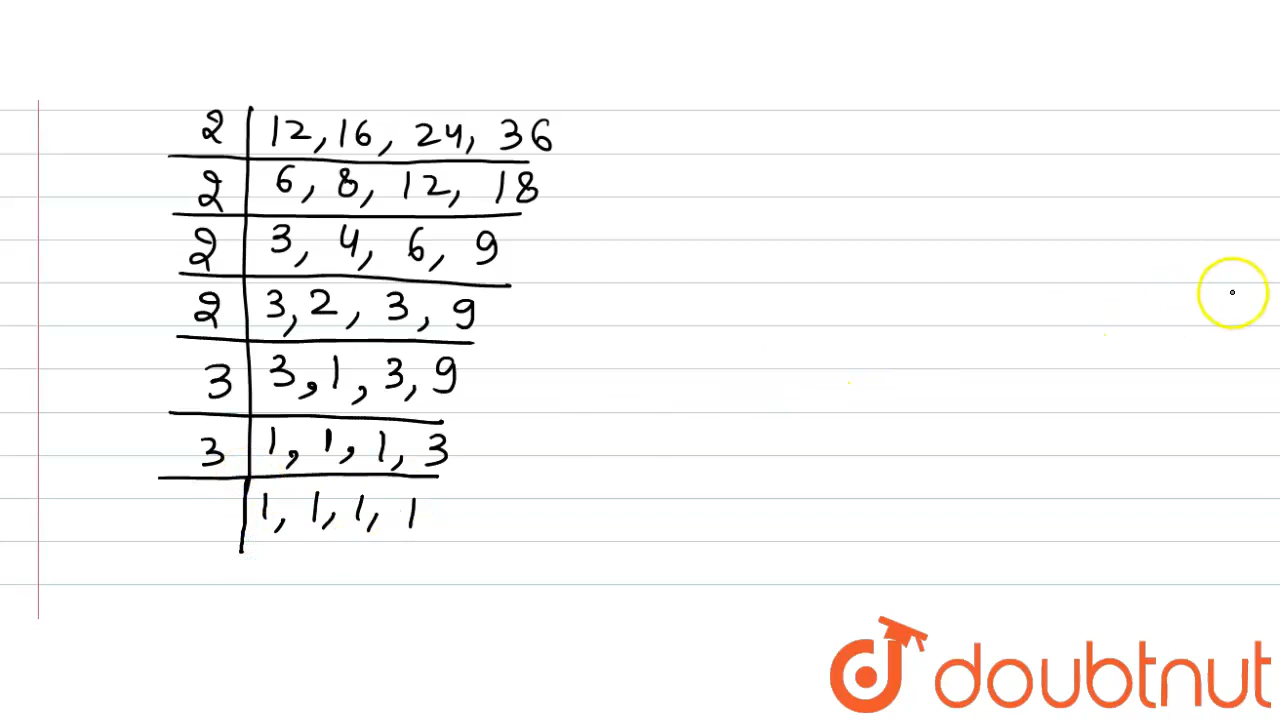 2 12, 16, 24, 36
2 6, 8, 12, 18
2 3, 4, 6, 9
2 3, 2, 3, 9
3 3, 1, 3, 9
3 1, 1, 1, 3
1, 1, 1, 1
doubtnut